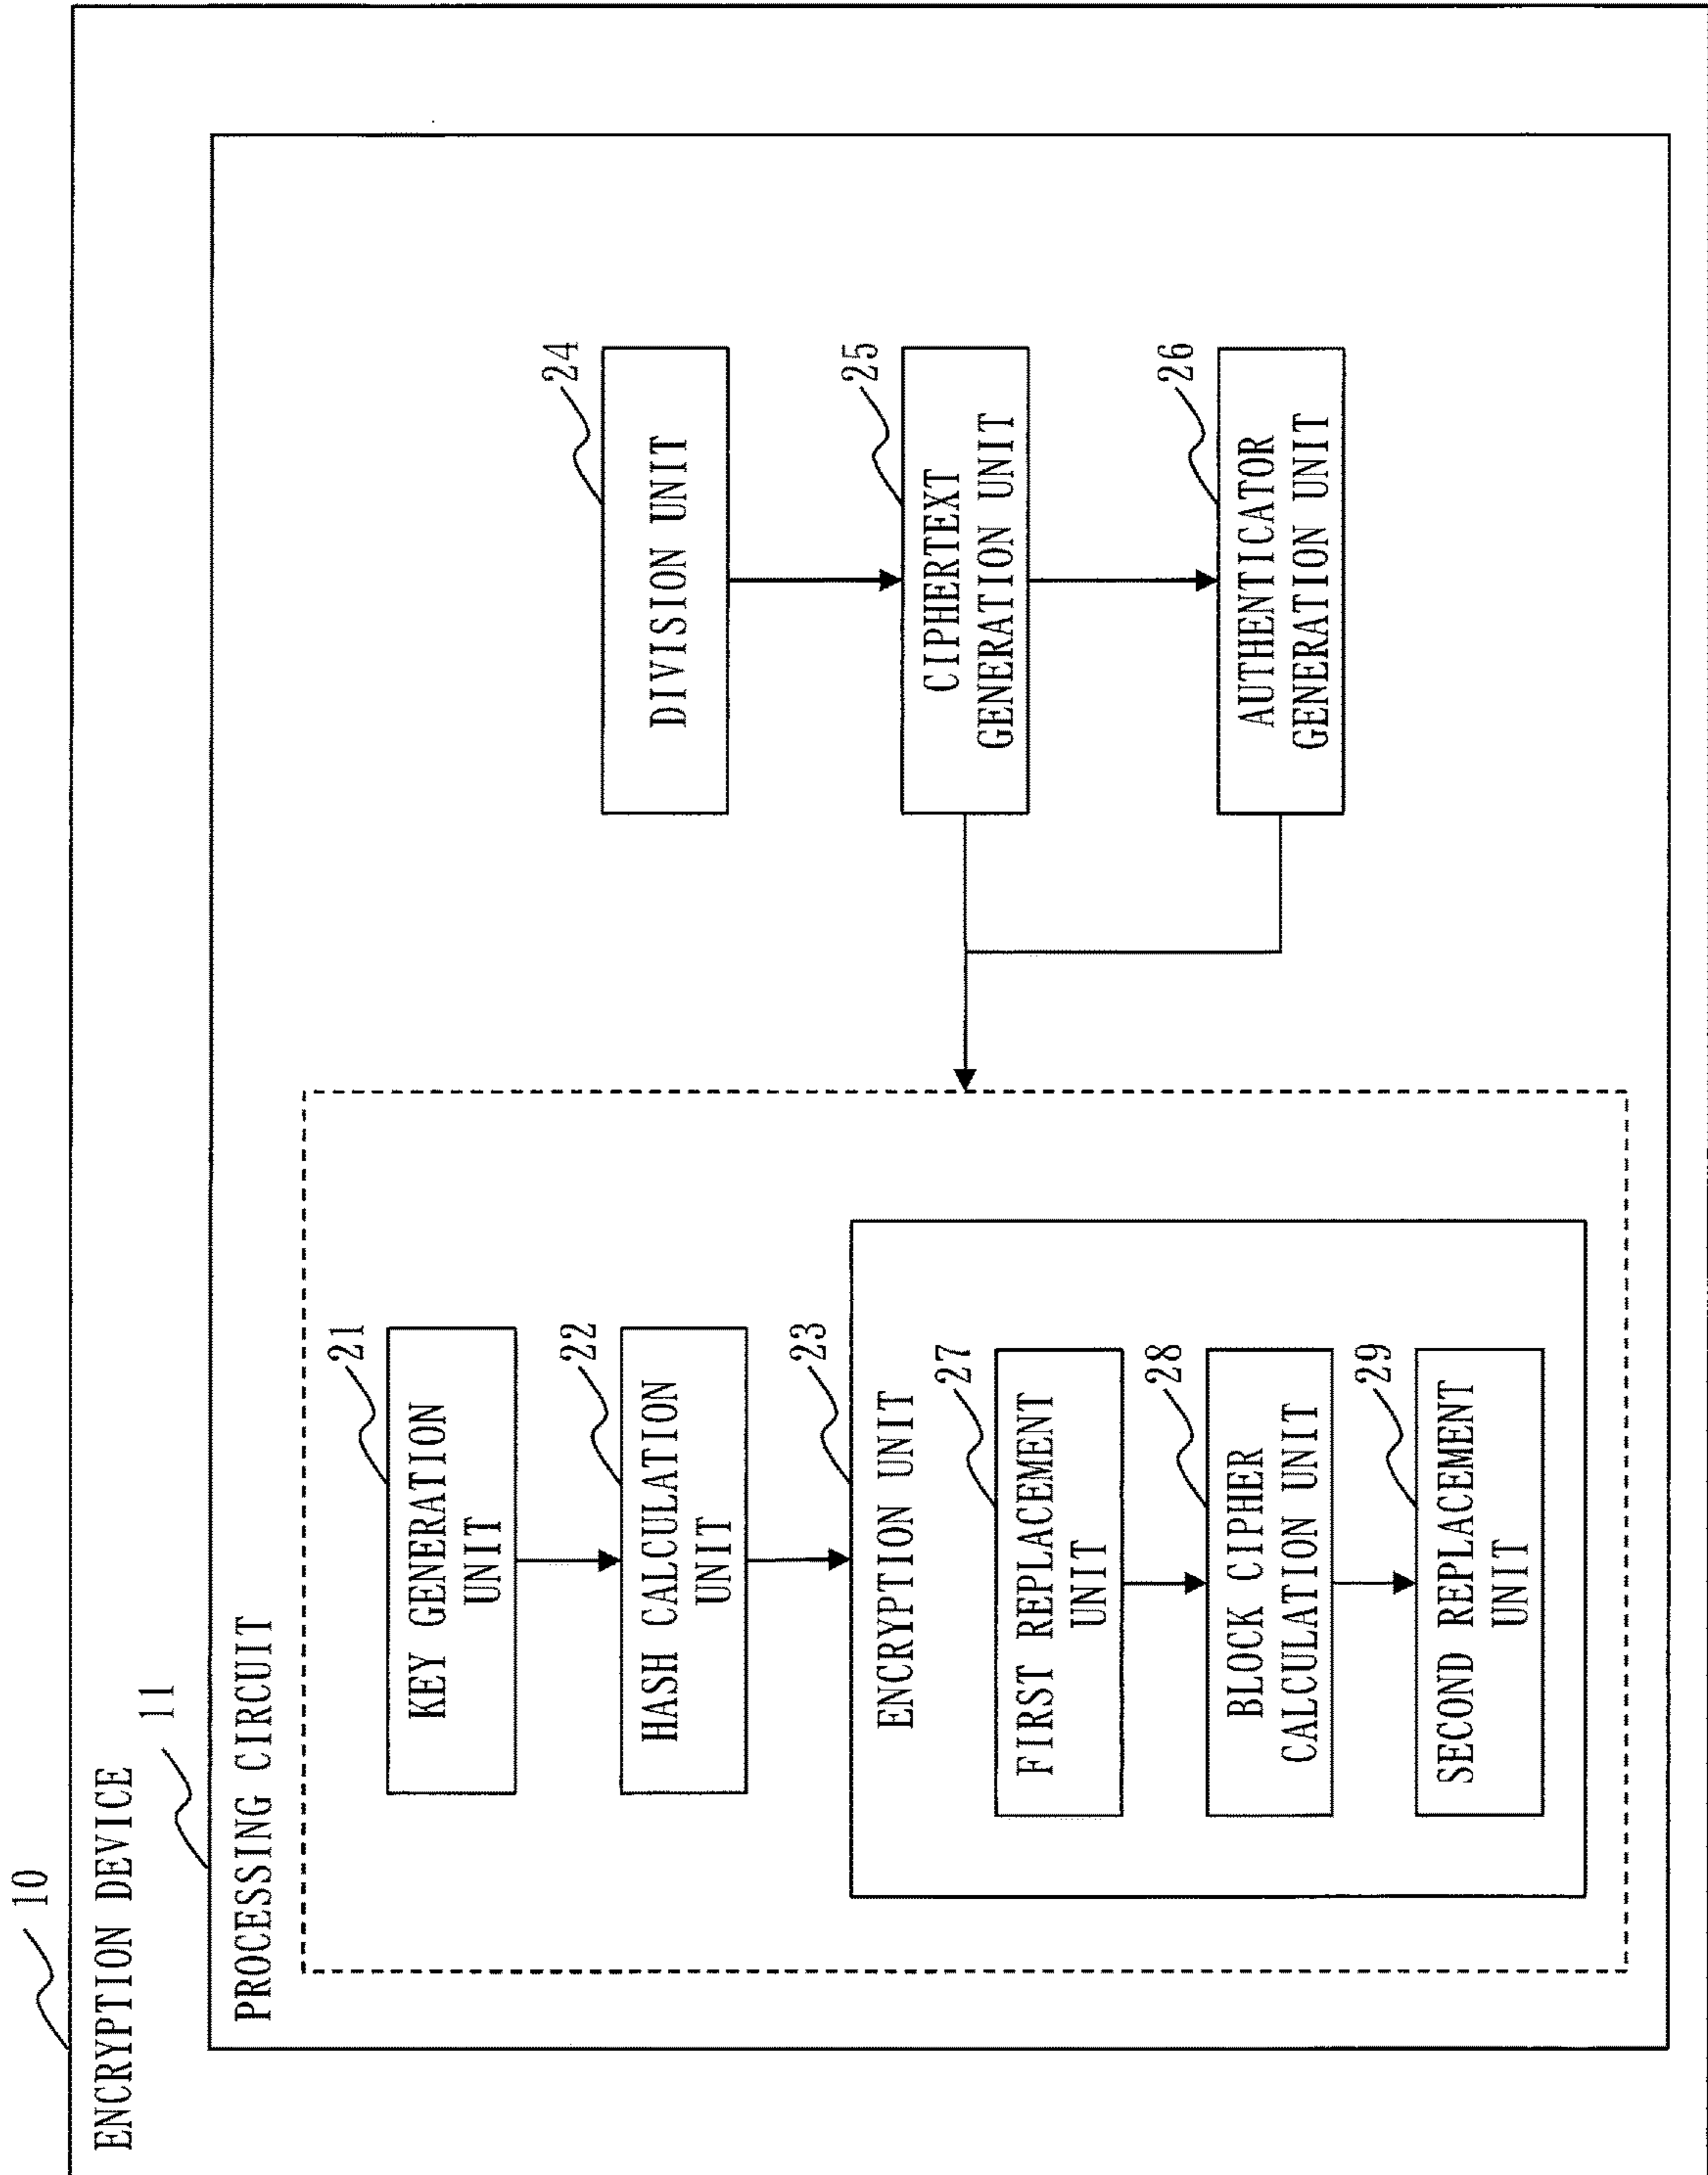 10
ENCRYPTION DEVICE
11
PROCESSING CIRCUIT
21
KEY GENERATION
UNIT
22
HASH CALCULATION
UNIT
23
ENCRYPTION UNIT
27
FIRST REPLACEMENT
UNIT
28
BLOCK CIPHER
CALCULATION UNIT
29
SECOND REPLACEMENT
UNIT
24
DIVISION UNIT
25
CIPHERTEXT
GENERATION UNIT
26
AUTHENTICATOR
GENERATION UNIT